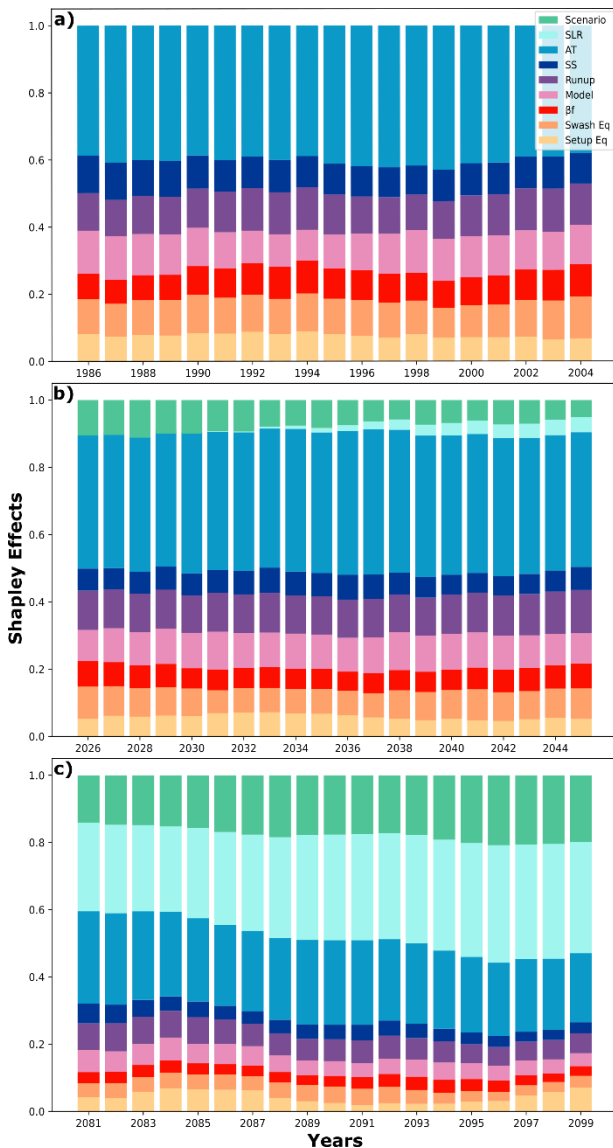 a)
1.0
0.8
0.6
0.4
0.2
0.0
Scenario
SLR
AT
SS
Runup
Model
βf
Swash Eq
Setup Eq
1986 1988 1990 1992 1994 1996 1998 2000 2002 2004
b)
1.0
0.8
0.6
0.4
0.2
0.0
2026 2028 2030 2032 2034 2036 2038 2040 2042 2044
Shapley Effects
c)
1.0
0.8
0.6
0.4
0.2
0.0
2081 2083 2085 2087 2089 2091 2093 2095 2097 2099
Years